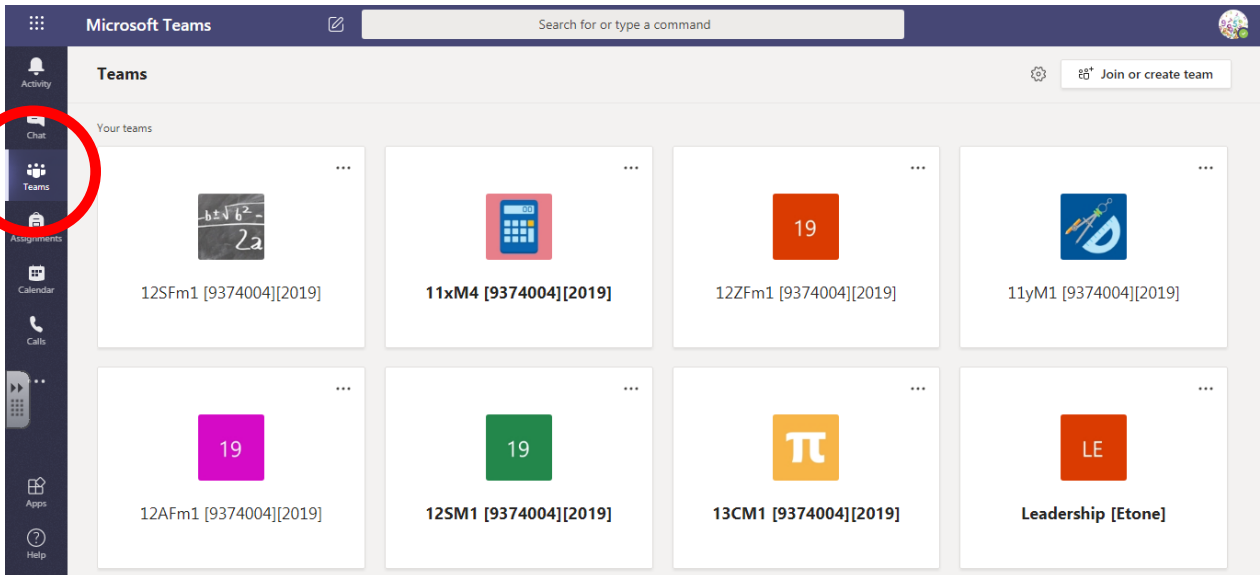 Microsoft Teams
Search for or type a command
Activity
Chat
Teams
Assignments
Calendar
Calls
Apps
Help
Teams
Join or create team
Your teams
-b±√b²-
2a
12SFm1 [9374004][2019]
11xM4 [9374004][2019]
19
12ZFm1 [9374004][2019]
11yM1 [9374004][2019]
19
12AFm1 [9374004][2019]
19
12SM1 [9374004][2019]
π
13CM1 [9374004][2019]
LE
Leadership [Etone]